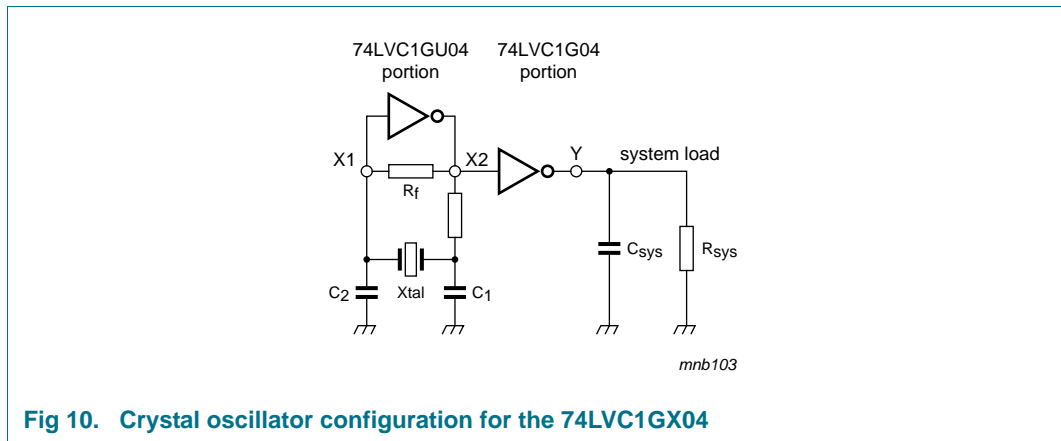 74LVC1GU04 portion
74LVC1G04 portion
X1
X2
Y
system load
Rf
Csys
Rsys
C2
Xtal
C1
mnb103
Fig 10. Crystal oscillator configuration for the 74LVC1GX04